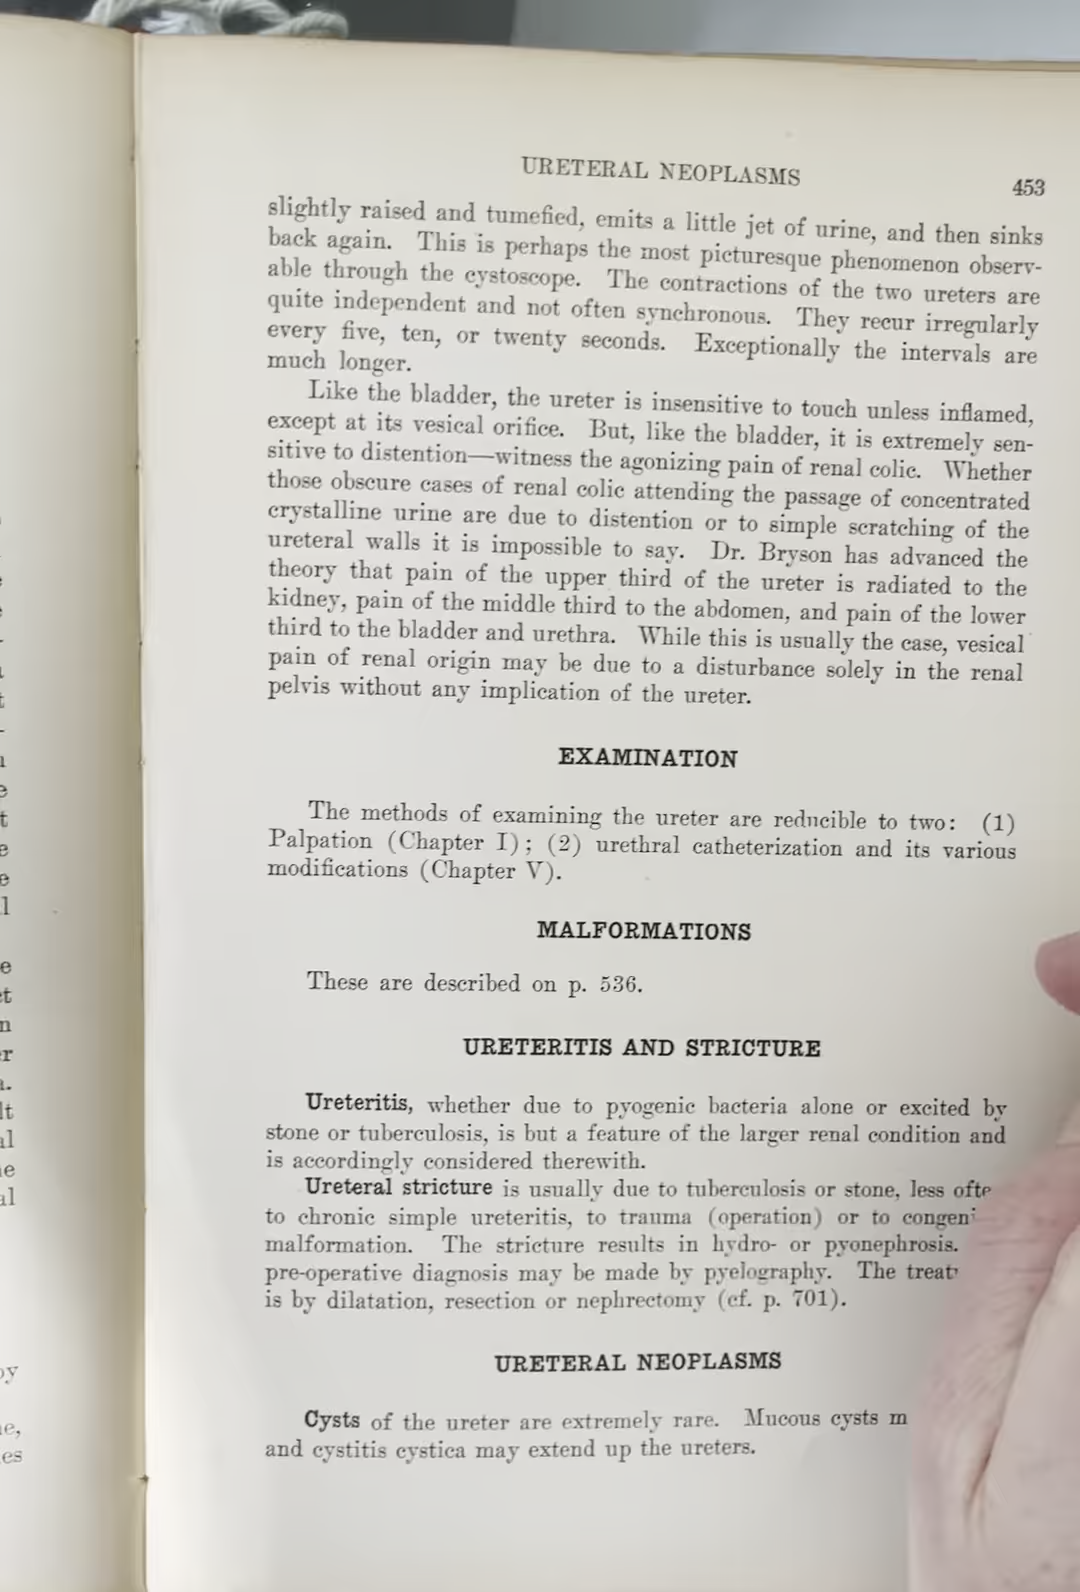 URETERAL NEOPLASMS
453
slightly raised and tumefied, emits a little jet of urine, and then sinks
back again. This is perhaps the most picturesque phenomenon observ-
able through the cystoscope. The contractions of the two ureters are
quite independent and not often synchronous. They recur irregularly
every five, ten, or twenty seconds. Exceptionally the intervals are
much longer.
Like the bladder, the ureter is insensitive to touch unless inflamed,
except at its vesical orifice. But, like the bladder, it is extremely sen-
sitive to distention—witness the agonizing pain of renal colic. Whether
those obscure cases of renal colic attending the passage of concentrated
crystalline urine are due to distention or to simple scratching of the
ureteral walls it is impossible to say. Dr. Bryson has advanced the
theory that pain of the upper third of the ureter is radiated to the
kidney, pain of the middle third to the abdomen, and pain of the lower
third to the bladder and urethra. While this is usually the case, vesical
pain of renal origin may be due to a disturbance solely in the renal
pelvis without any implication of the ureter.
EXAMINATION
The methods of examining the ureter are reducible to two: (1)
Palpation (Chapter I); (2) urethral catheterization and its various
modifications (Chapter V).
MALFORMATIONS
These are described on p. 536.
URETERITIS AND STRICTURE
Ureteritis, whether due to pyogenic bacteria alone or excited by
stone or tuberculosis, is but a feature of the larger renal condition and
is accordingly considered therewith.
Ureteral stricture is usually due to tuberculosis or stone, less
to chronic simple ureteritis, to trauma (operation) or to
malformation. The stricture results in hydro- or pyonephrosis.
pre-operative diagnosis may be made by pyelography. The
is by dilatation, resection or nephrectomy (cf. p. 701).
URETERAL NEOPLASMS
Cysts of the ureter are extremely rare. Mucous cysts
and cystitis cystica may extend up the ureters.